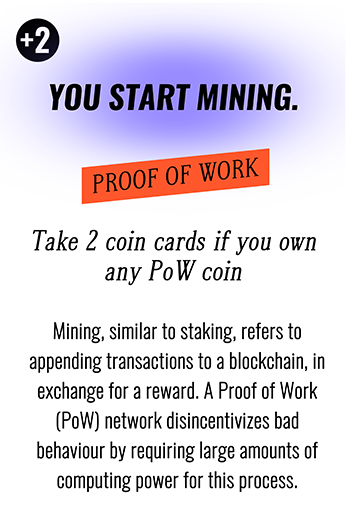 +2
YOU START MINING.
PROOF OF WORK
Take 2 coin cards if you own
any PoW coin
Mining, similar to staking, refers to
appending transactions to a blockchain, in
exchange for a reward. A Proof of Work
(PoW) network disincentivizes bad
behaviour by requiring large amounts of
computing power for this process.